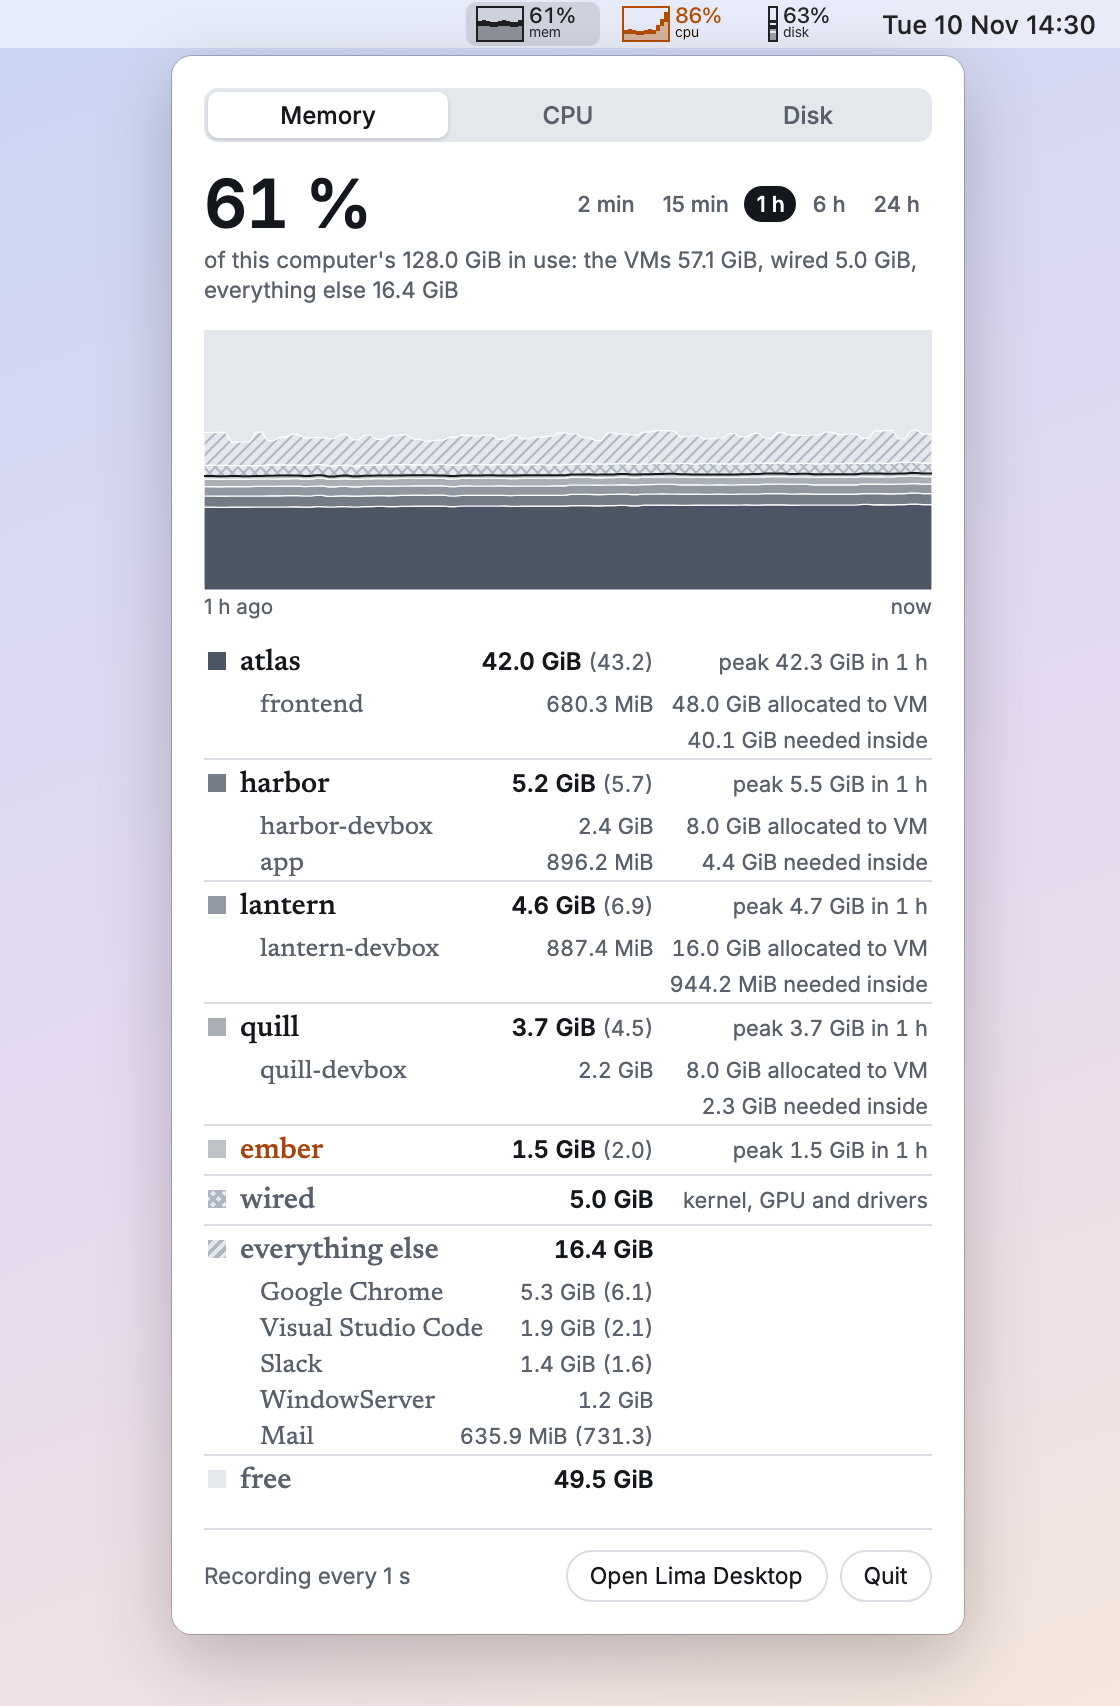 61% mem
86% cpu
63% disk
Tue 10 Nov 14:30
Memory CPU Disk
61 %
2 min 15 min 1 h 6 h 24 h
of this computer's 128.0 GiB in use: the VMs 57.1 GiB, wired 5.0 GiB,
everything else 16.4 GiB
1 h ago now
atlas 42.0 GiB (43.2) peak 42.3 GiB in 1 h
frontend 680.3 MiB 48.0 GiB allocated to VM
40.1 GiB needed inside
harbor 5.2 GiB (5.7) peak 5.5 GiB in 1 h
harbor-devbox 2.4 GiB 8.0 GiB allocated to VM
app 896.2 MiB 4.4 GiB needed inside
lantern 4.6 GiB (6.9) peak 4.7 GiB in 1 h
lantern-devbox 887.4 MiB 16.0 GiB allocated to VM
944.2 MiB needed inside
quill 3.7 GiB (4.5) peak 3.7 GiB in 1 h
quill-devbox 2.2 GiB 8.0 GiB allocated to VM
2.3 GiB needed inside
ember 1.5 GiB (2.0) peak 1.5 GiB in 1 h
wired 5.0 GiB kernel, GPU and drivers
everything else 16.4 GiB
Google Chrome 5.3 GiB (6.1)
Visual Studio Code 1.9 GiB (2.1)
Slack 1.4 GiB (1.6)
WindowServer 1.2 GiB
Mail 635.9 MiB (731.3)
free 49.5 GiB
Recording every 1 s Open Lima Desktop Quit